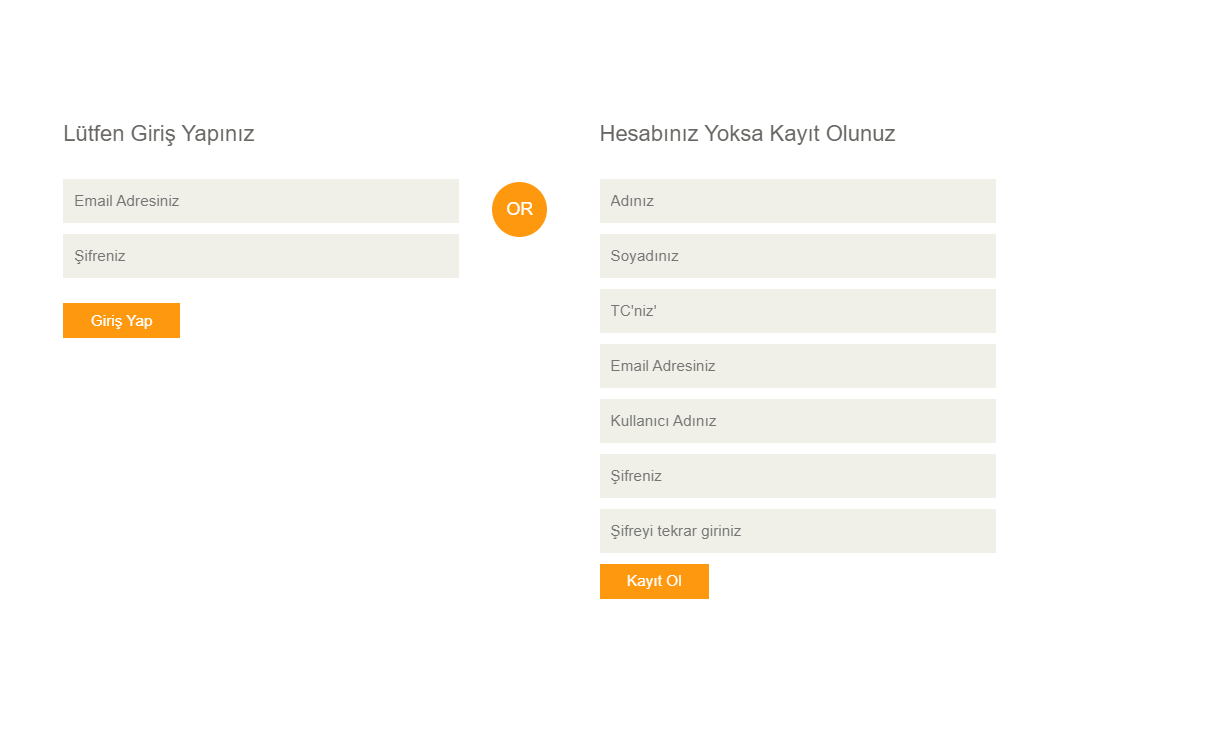 Lütfen Giriş Yapınız
Email Adresiniz
Şifreniz
Giriş Yap
OR
Hesabınız Yoksa Kayıt Olunuz
Adınız
Soyadınız
TC'niz'
Email Adresiniz
Kullanıcı Adınız
Şifreniz
Şifreyi tekrar giriniz
Kayıt Ol